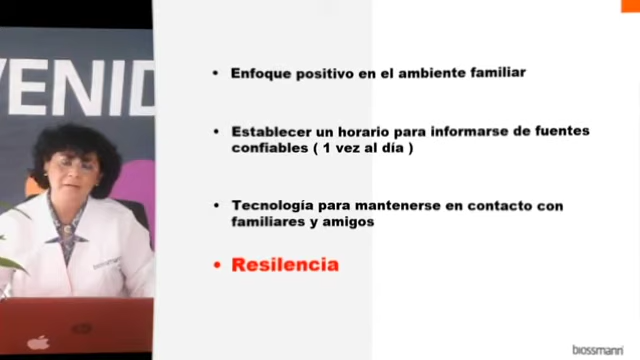 VENID
• Enfoque positivo en el ambiente familiar
• Establecer un horario para informarse de fuentes
confiables ( 1 vez al día )
• Tecnología para mantenerse en contacto con
familiares y amigos
• Resilencia
biossmann